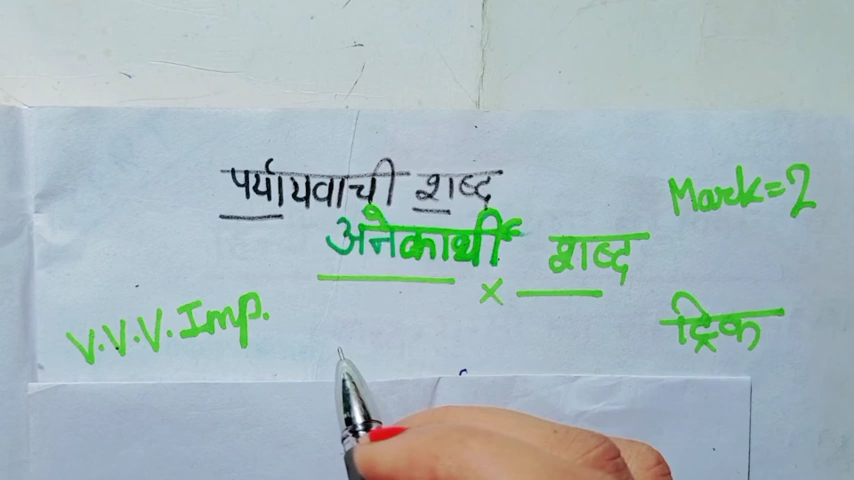 पर्यायवाची शब्द
Mark=2
अनेकार्थी शब्द
×
V.V.V. Imp.
ट्रिक